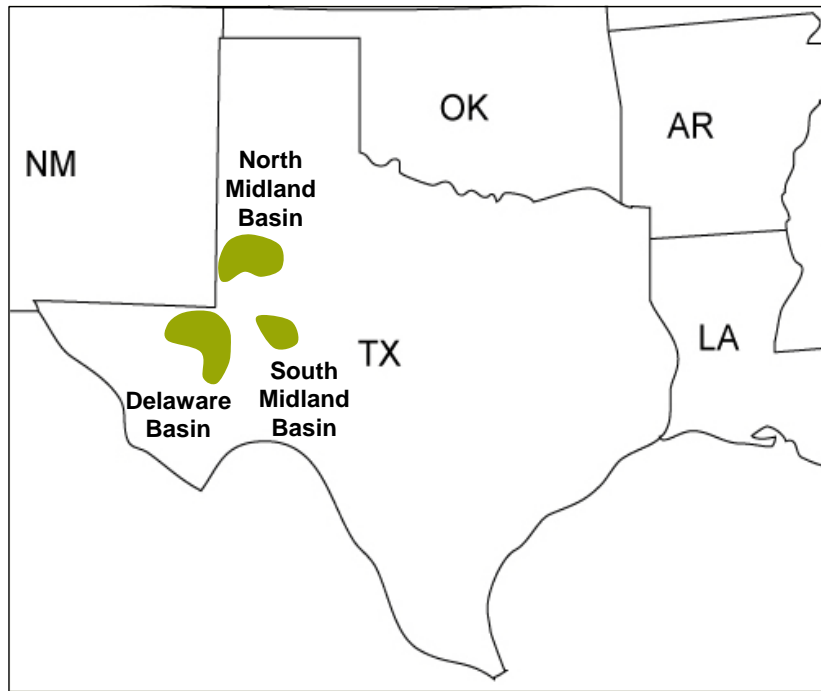 OK
AR
NM
North
Midland
Basin
TX
LA
South
Midland
Basin
Delaware
Basin